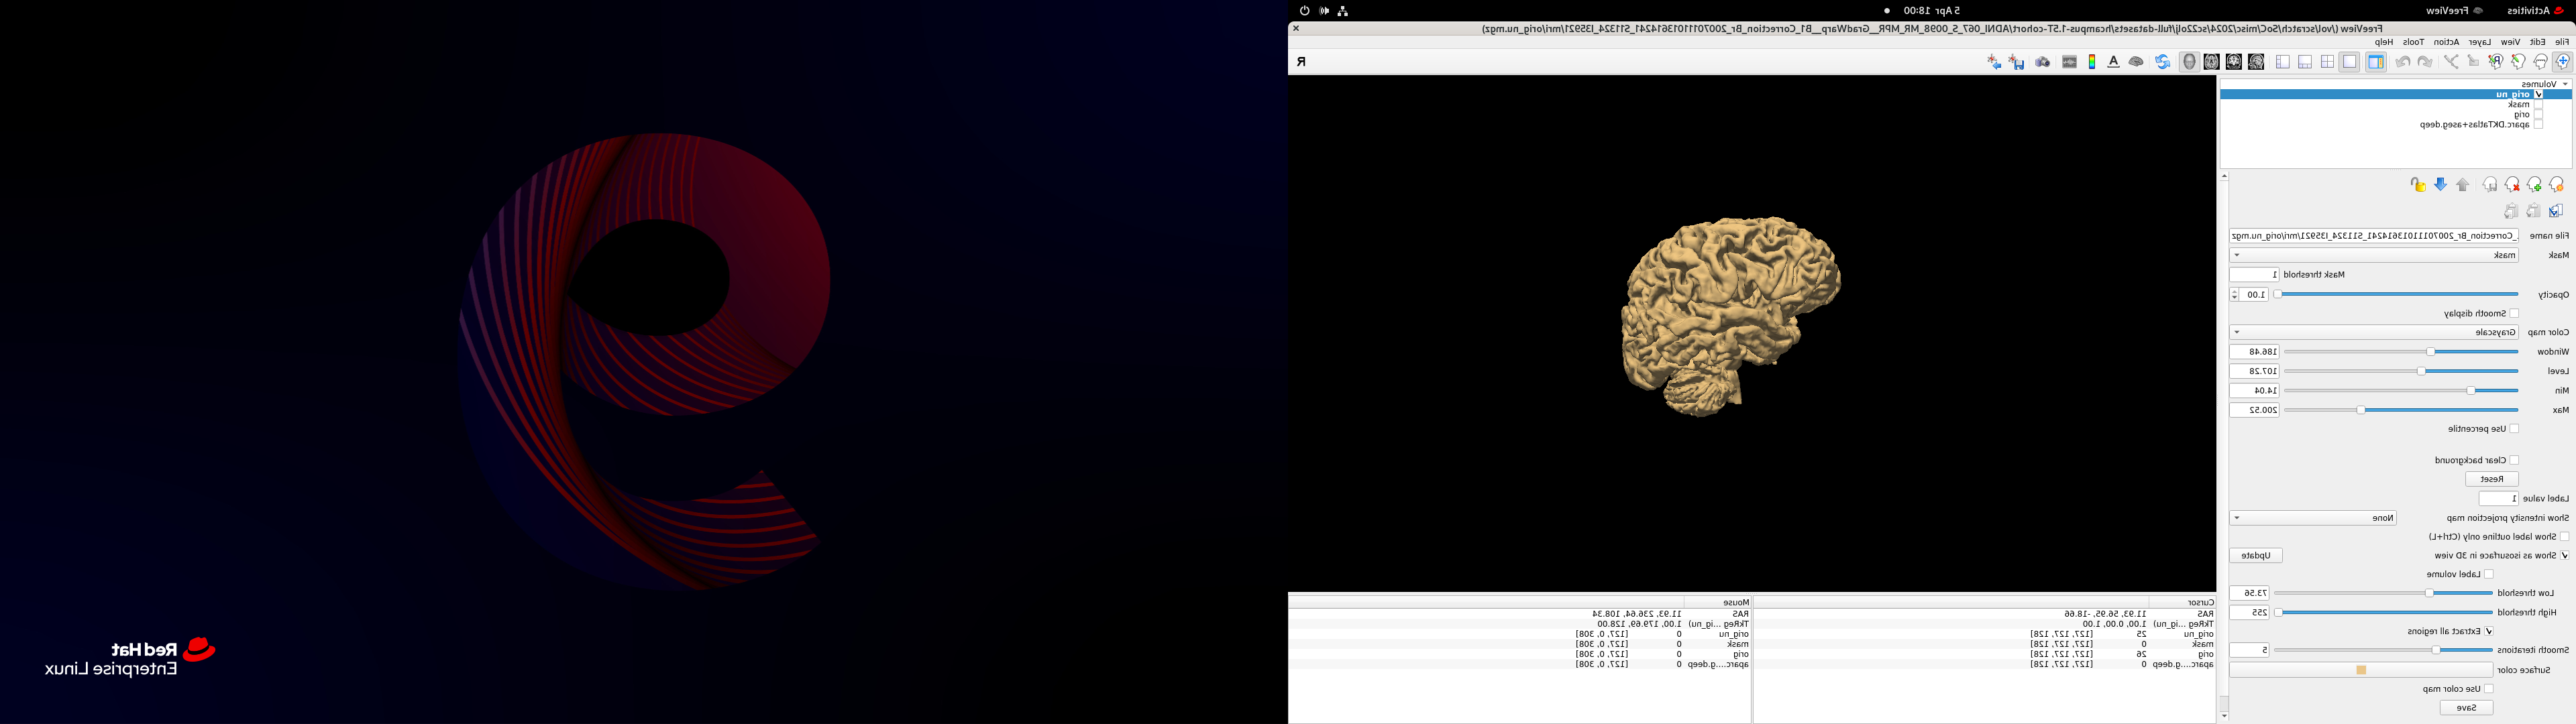 Activities FreeView 5 Apr 18:00
FreeView (/vol/scratch/SoC/misc/2024/sc22olj/full-datasets/hcampus-1.5T-cohort/ADNI_067_S_0098_MR_MPR__GradWarp__B1_Correction_Br_20070111101361424​1_S11324_I35921/mri/orig_nu.mgz)
File Edit View Layer Action Tools Help
A
R
Volumes
orig_nu
mask
orig
aparc.DKTatlas+aseg.deep
File name _Correction_Br_20070111101361424​1_S11324_I35921/mri/orig_nu.mgz
Mask mask
Mask threshold 1
Opacity 1.00
Smooth display
Color map Grayscale
Window 186.48
Level 107.28
Min 14.04
Max 200.52
Use percentile
Clear background
Reset
Label value 1
Show intensity projection map None
Show label outline only (Ctrl+L)
Show as isosurface in 3D view Update
Label volume
Low threshold 73.56
High threshold 255
Extract all regions
Smooth iterations 5
Surface color
Use color map
Save
Cursor
RAS 11.93, 56.95, -18.66
TkReg ...ig_nu) 1.00, 0.00, 1.00
orig_nu 25 [127, 127, 128]
mask 0 [127, 127, 128]
orig 26 [127, 127, 128]
aparc....g.deep 0 [127, 127, 128]
Mouse
RAS 11.93, 236.64, 108.34
TkReg ...ig_nu) 1.00, 179.69, 128.00
orig_nu 0 [127, 0, 308]
mask 0 [127, 0, 308]
orig 0 [127, 0, 308]
aparc....g.deep 0 [127, 0, 308]
Red Hat
Enterprise Linux